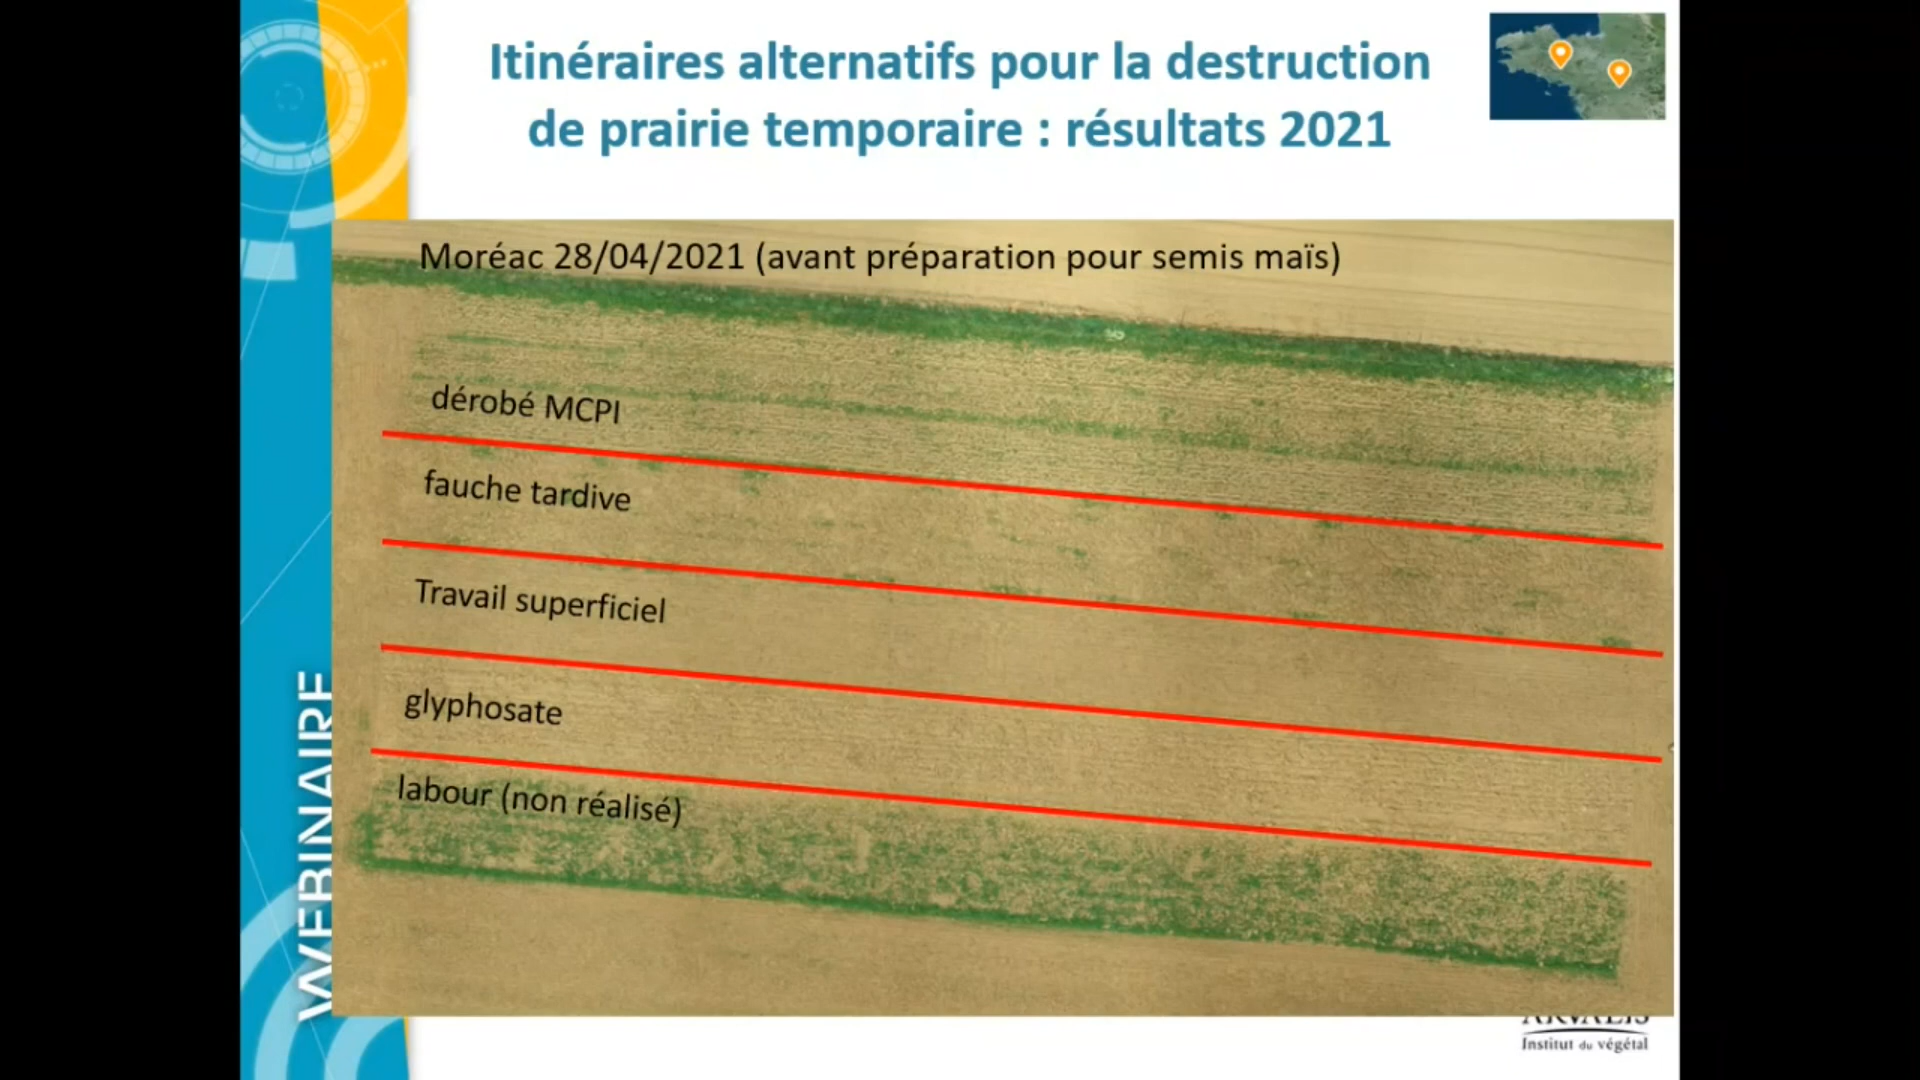 Itinéraires alternatifs pour la destruction
de prairie temporaire : résultats 2021
Moréac 28/04/2021 (avant préparation pour semis maïs)
dérobé MCPI
fauche tardive
Travail superficiel
glyphosate
labour (non réalisé)
WEBINAIRE
ARVALIS
Institut du végétal